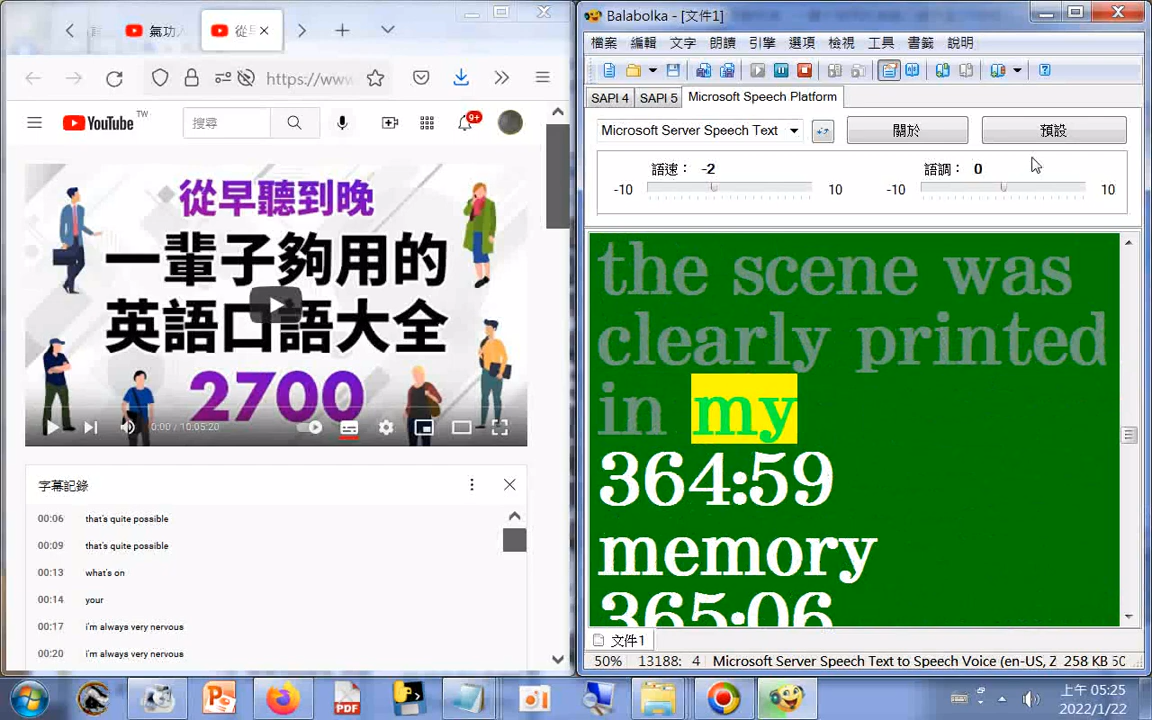 氣功
從
https://www
YouTube TW
搜尋
9+
從早聽到晚
一輩子夠用的
英語口語大全
2700
0:00 / 10:05:20
字幕記錄
00:06 that's quite possible
00:09 that's quite possible
00:13 what's on
00:14 your
00:17 i'm always very nervous
00:20 i'm always very nervous
Balabolka - [文件1]
檔案 編輯 文字 朗讀 引擎 選項 檢視 工具 書籤 說明
SAPI 4 SAPI 5 Microsoft Speech Platform
Microsoft Server Speech Text 關於 預設
語速： -2 語調： 0
-10 10 -10 10
the scene was
clearly printed
in my
364:59
memory
365:06
文件1
50% 13188: 4 Microsoft Server Speech Text to Speech Voice (en-US, Z 258 KB
PDF
上午 05:25
2022/1/22